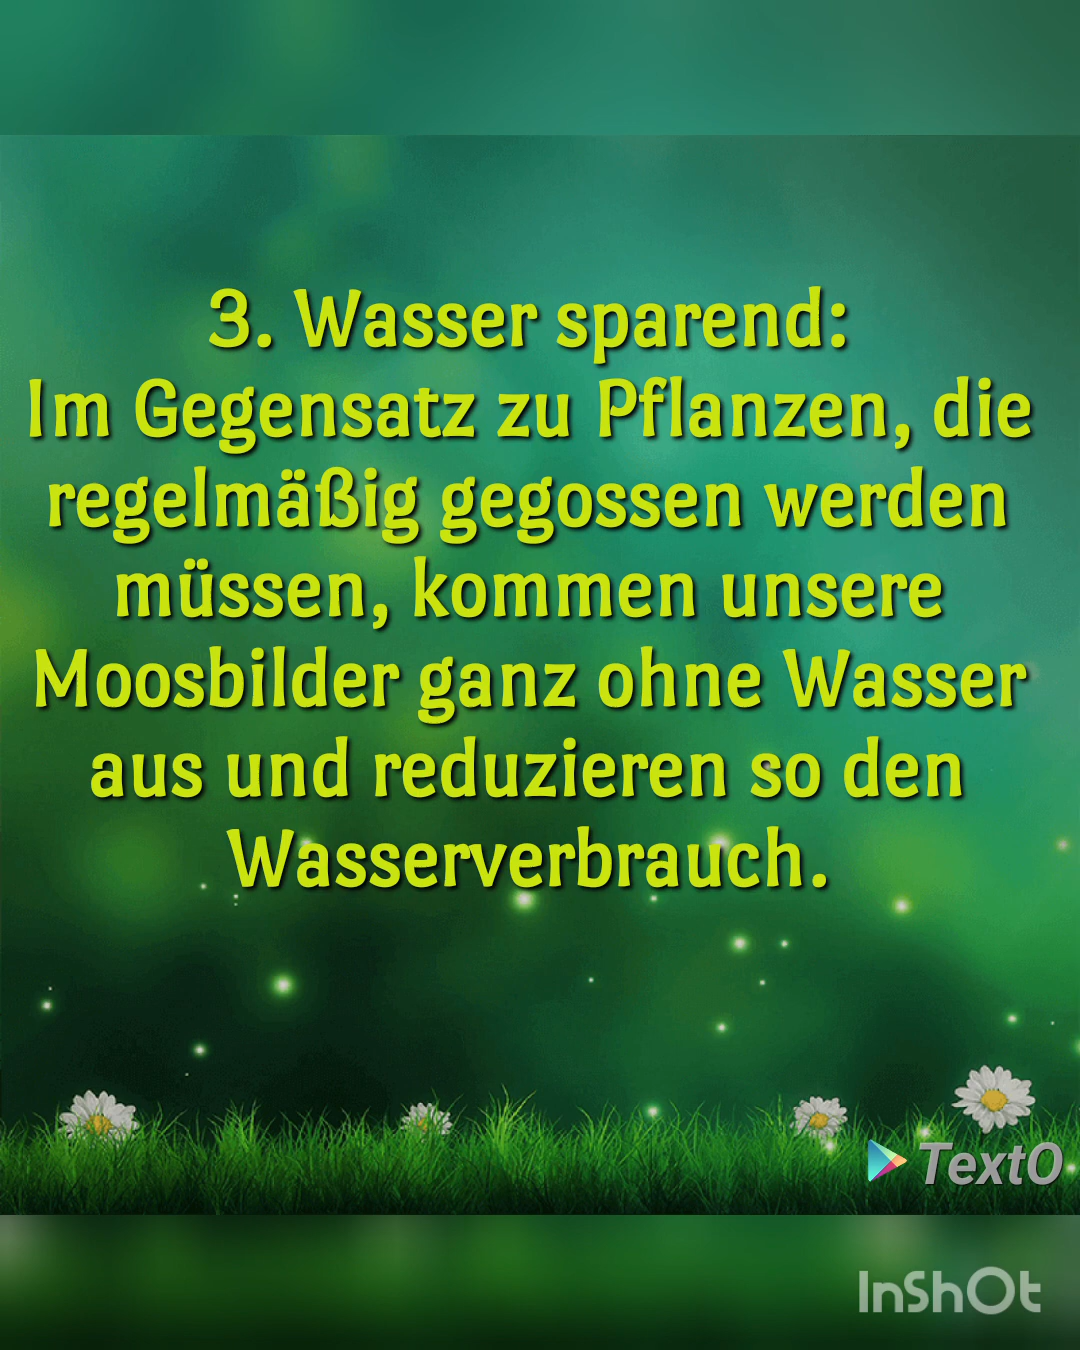 3. Wasser sparend:
Im Gegensatz zu Pflanzen, die
regelmäßig gegossen werden
müssen, kommen unsere
Moosbilder ganz ohne Wasser
aus und reduzieren so den
Wasserverbrauch.
TextO
InShOt